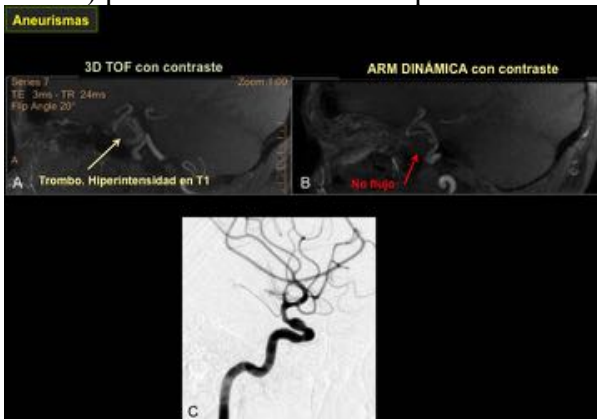 Aneurismas
3D TOF con contraste
ARM DINÁMICA con contraste
Series 7
Zoom 1.00
TE 3ms - TR 24ms
Flip Angle 20°
A
A
Trombo. Hiperintensidad en T1
B
No flujo
C